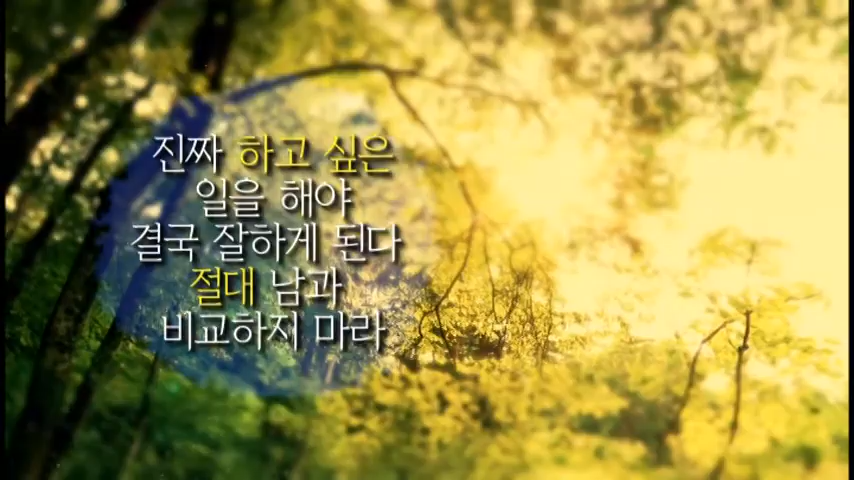 진짜 하고 싶은
일을 해야
결국 잘하게 된다
절대 남과
비교하지 마라